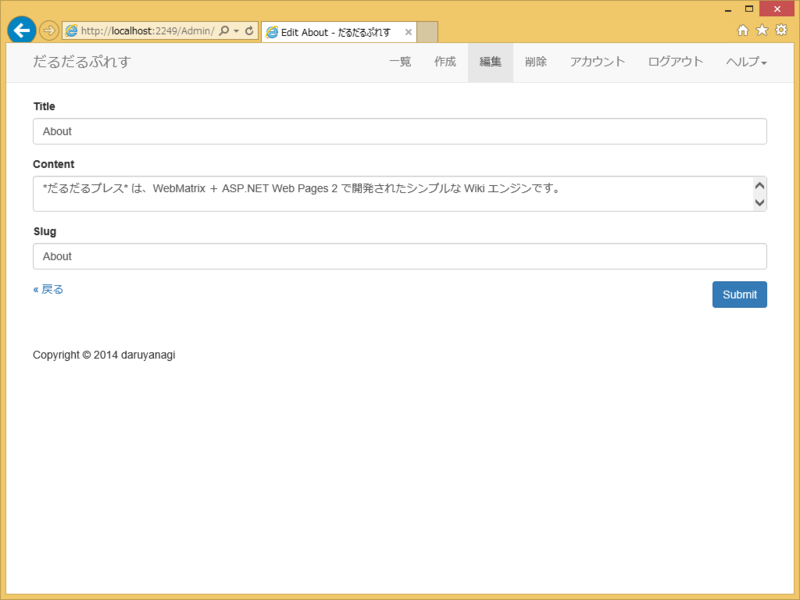 http://localhost:2249/Admin/
Edit About - だるだるぷれす
だるだるぷれす 一覧 作成 編集 削除 アカウント ログアウト ヘルプ
Title
About
Content
*だるだるプレス* は、WebMatrix ＋ ASP.NET Web Pages 2 で開発されたシンプルな Wiki エンジンです。
Slug
About
« 戻る
Submit
Copyright © 2014 daruyanagi